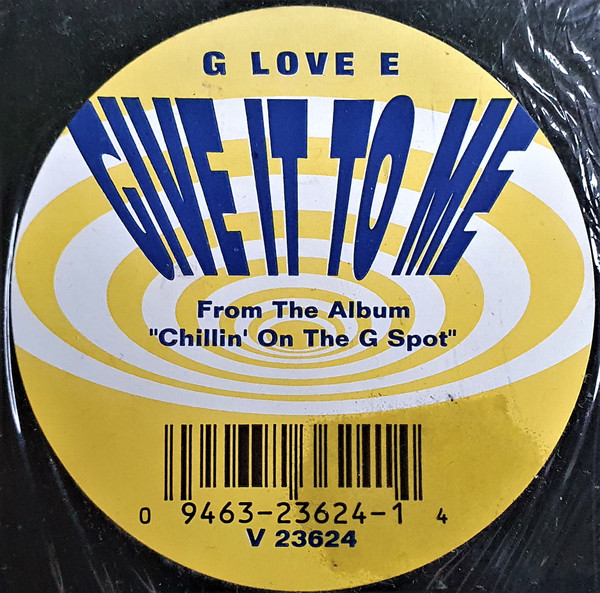 G LOVE E
GIVE IT TO ME
From The Album
"Chillin' On The G Spot"
0 9463-23624-1 4
V 23624